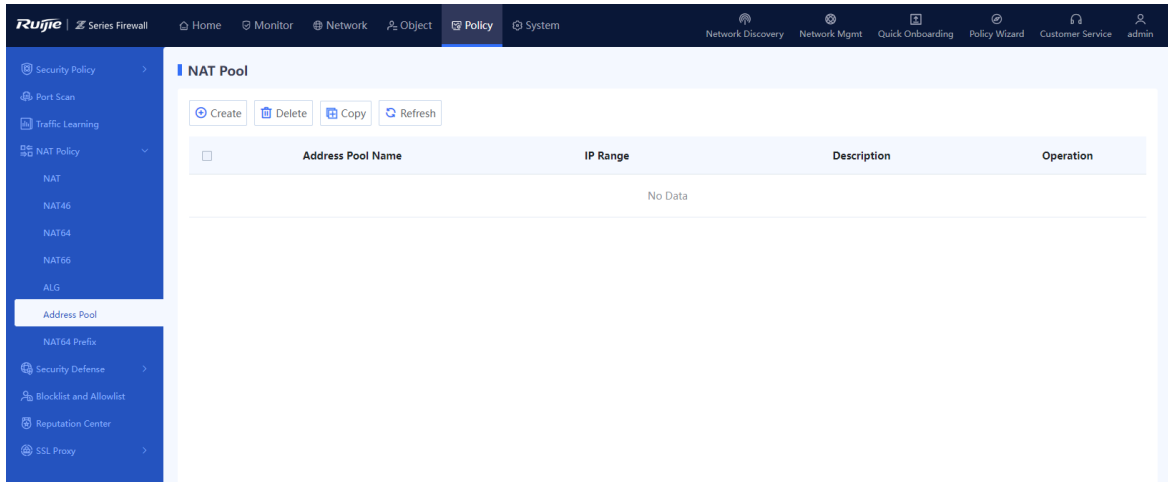 Ruijie | Z Series Firewall Home Monitor Network Object Policy System Network Discovery Network Mgmt Quick Onboarding Policy Wizard Customer Service admin
Security Policy
Port Scan
Traffic Learning
NAT Policy
NAT
NAT46
NAT64
NAT66
ALG
Address Pool
NAT64 Prefix
Security Defense
Blocklist and Allowlist
Reputation Center
SSL Proxy
NAT Pool
Create Delete Copy Refresh
Address Pool Name IP Range Description Operation
No Data